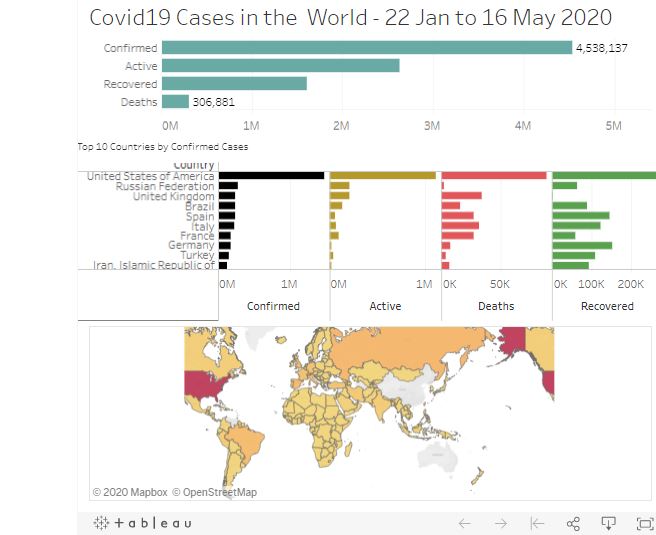 Covid19 Cases in the World - 22 Jan to 16 May 2020
Confirmed 4,538,137
Active
Recovered
Deaths 306,881
0M 1M 2M 3M 4M 5M
Top 10 Countries by Confirmed Cases
Country
United States of America
Russian Federation
United Kingdom
Brazil
Spain
Italy
France
Germany
Turkey
Iran, Islamic Republic of
0M 1M 0M 1M 0K 50K 0K 100K 200K
Confirmed Active Deaths Recovered
© 2020 Mapbox © OpenStreetMap
+ a b l e a u